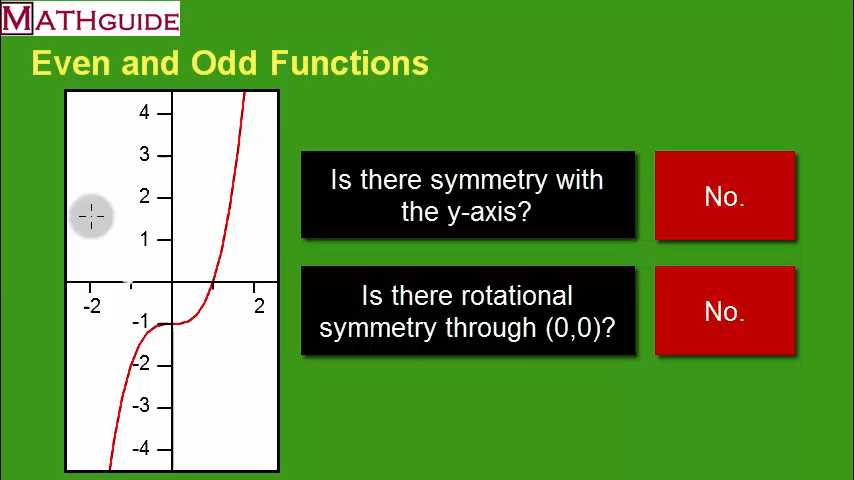 MATHGUIDE
Even and Odd Functions
4
3
2
1
-2
2
-1
-2
-3
-4
Is there symmetry with
the y-axis?
No.
Is there rotational
symmetry through (0,0)?
No.